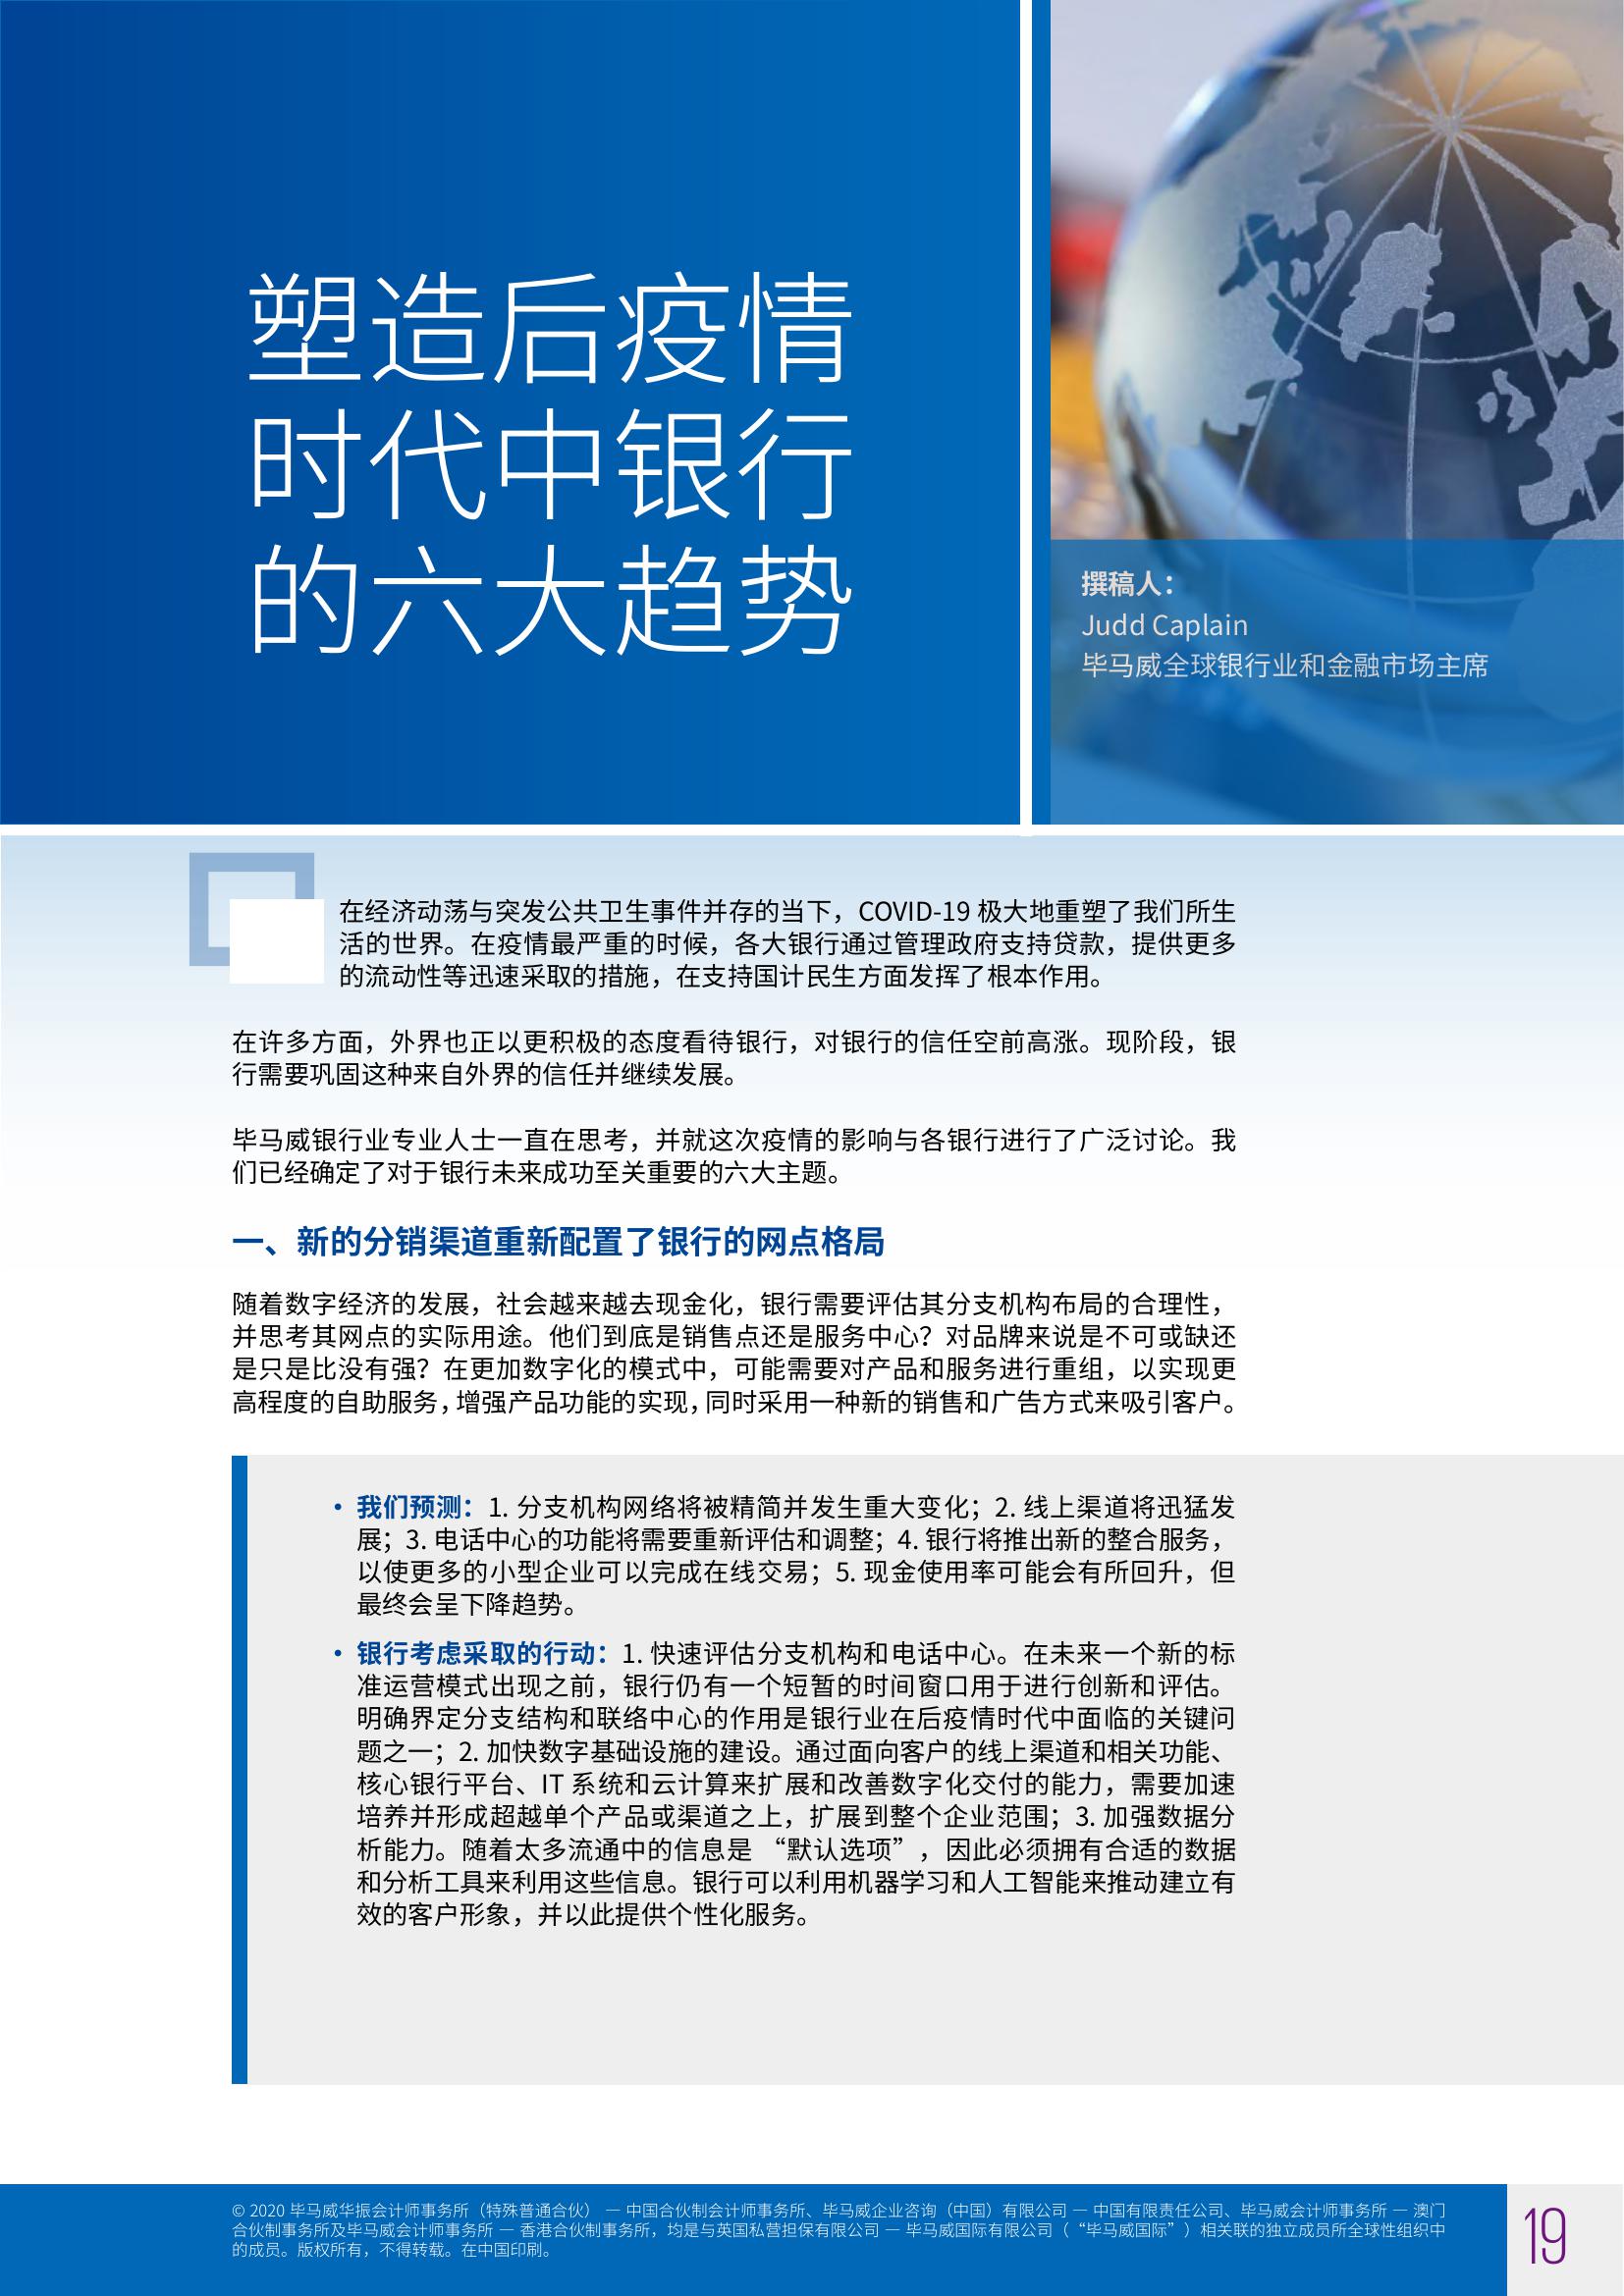 塑造后疫情
时代中银行
的六大趋势
撰稿人：
Judd Caplain
毕马威全球银行业和金融市场主席
在经济动荡与突发公共卫生事件并存的当下，COVID-19 极大地重塑了我们所生
活的世界。在疫情最严重的时候，各大银行通过管理政府支持贷款，提供更多
的流动性等迅速采取的措施，在支持国计民生方面发挥了根本作用。
在许多方面，外界也正以更积极的态度看待银行，对银行的信任空前高涨。现阶段，银
行需要巩固这种来自外界的信任并继续发展。
毕马威银行业专业人士一直在思考，并就这次疫情的影响与各银行进行了广泛讨论。我
们已经确定了对于银行未来成功至关重要的六大主题。
一、新的分销渠道重新配置了银行的网点格局
随着数字经济的发展，社会越来越去现金化，银行需要评估其分支机构布局的合理性，
并思考其网点的实际用途。他们到底是销售点还是服务中心？对品牌来说是不可或缺还
是只是比没有强？在更加数字化的模式中，可能需要对产品和服务进行重组，以实现更
高程度的自助服务，增强产品功能的实现，同时采用一种新的销售和广告方式来吸引客户。
• 我们预测：1. 分支机构网络将被精简并发生重大变化；2. 线上渠道将迅猛发
展；3. 电话中心的功能将需要重新评估和调整；4. 银行将推出新的整合服务，
以使更多的小型企业可以完成在线交易；5. 现金使用率可能会有所回升，但
最终会呈下降趋势。
• 银行考虑采取的行动：1. 快速评估分支机构和电话中心。在未来一个新的标
准运营模式出现之前，银行仍有一个短暂的时间窗口用于进行创新和评估。
明确界定分支结构和联络中心的作用是银行业在后疫情时代中面临的关键问
题之一；2. 加快数字基础设施的建设。通过面向客户的线上渠道和相关功能、
核心银行平台、IT 系统和云计算来扩展和改善数字化交付的能力，需要加速
培养并形成超越单个产品或渠道之上，扩展到整个企业范围；3. 加强数据分
析能力。随着太多流通中的信息是 “默认选项”，因此必须拥有合适的数据
和分析工具来利用这些信息。银行可以利用机器学习和人工智能来推动建立有
效的客户形象，并以此提供个性化服务。
© 2020 毕马威华振会计师事务所（特殊普通合伙） — 中国合伙制会计师事务所、毕马威企业咨询（中国）有限公司 — 中国有限责任公司、毕马威会计师事务所 — 澳门
合伙制事务所及毕马威会计师事务所 — 香港合伙制事务所，均是与英国私营担保有限公司 — 毕马威国际有限公司（“毕马威国际”）相关联的独立成员所全球性组织中
的成员。版权所有，不得转载。在中国印刷。
19